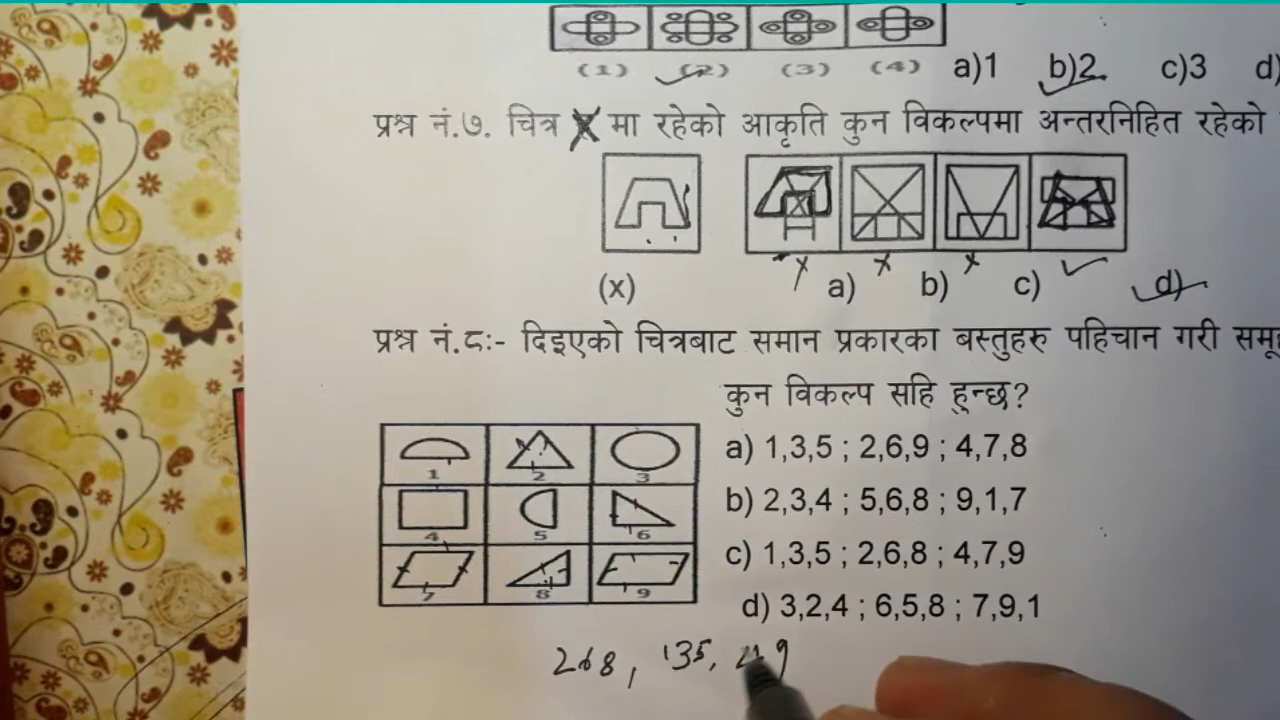 (1) (2) (3) (4) a)1 b)2. c)3 d)
प्रश्न नं.७. चित्र X मा रहेको आकृति कुन विकल्पमा अन्तरनिहित रहेको
(x) a) b) c) d)
प्रश्न नं.८:- दिइएको चित्रबाट समान प्रकारका बस्तुहरु पहिचान गरी
कुन विकल्प सहि हुन्छ?
a) 1,3,5 ; 2,6,9 ; 4,7,8
1 2 3
b) 2,3,4 ; 5,6,8 ; 9,1,7
4 5 6
c) 1,3,5 ; 2,6,8 ; 4,7,9
7 8 9
d) 3,2,4 ; 6,5,8 ; 7,9,1
268, 135,